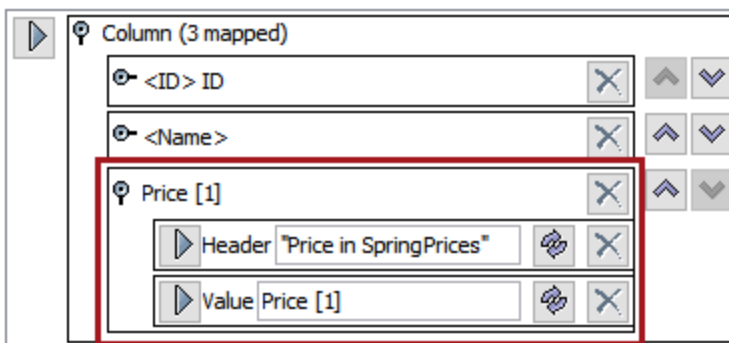 Column (3 mapped)
<ID> ID
<Name>
Price [1]
Header "Price in SpringPrices"
Value Price [1]